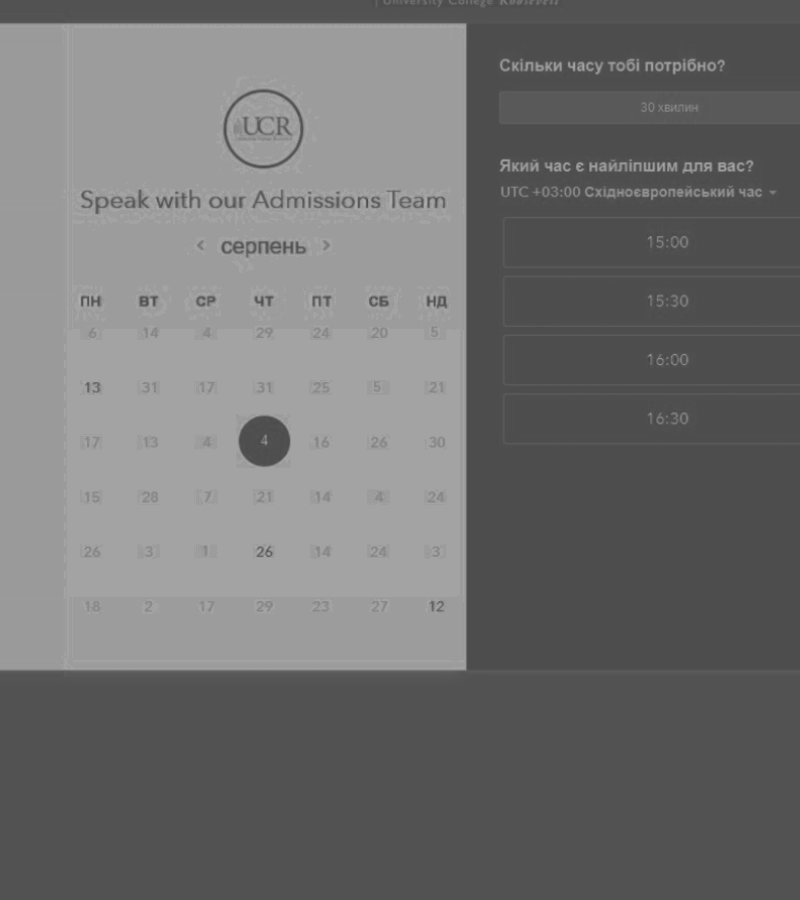 University College Roosevelt
Скільки часу тобі потрібно?
30 хвилин
UCR
Який час є найліпшим для вас?
UTC +03:00 Східноєвропейський час
Speak with our Admissions Team
15:00
серпень
15:30
ПН ВТ СР ЧТ ПТ СБ НД
6 14 4 29 24 20 5
16:00
13 31 17 31 25 5 21
16:30
17 13 4 4 16 26 30
15 28 7 21 14 4 24
26 3 1 26 14 24 3
18 2 17 29 23 27 12